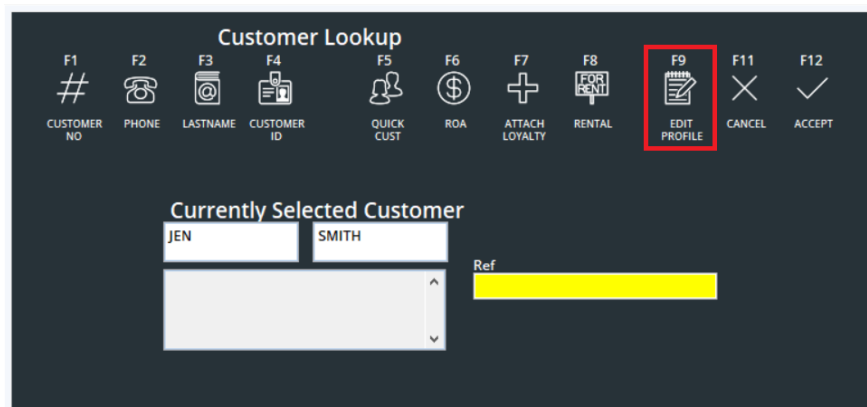 Customer Lookup
F1 F2 F3 F4 F5 F6 F7 F8 F9 F11 F12
#
@
$
FOR
RENT
CUSTOMER NO
PHONE
LASTNAME
CUSTOMER ID
QUICK CUST
ROA
ATTACH LOYALTY
RENTAL
EDIT PROFILE
CANCEL
ACCEPT
Currently Selected Customer
JEN SMITH
Ref